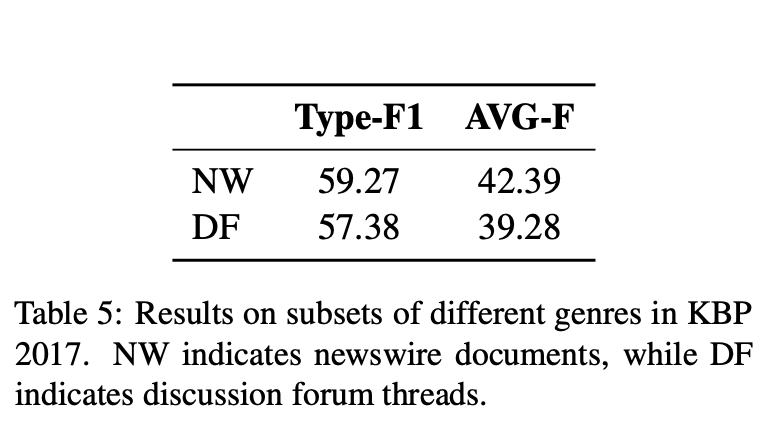 Type-F1 AVG-F
NW 59.27 42.39
DF 57.38 39.28
Table 5: Results on subsets of different genres in KBP
2017. NW indicates newswire documents, while DF
indicates discussion forum threads.